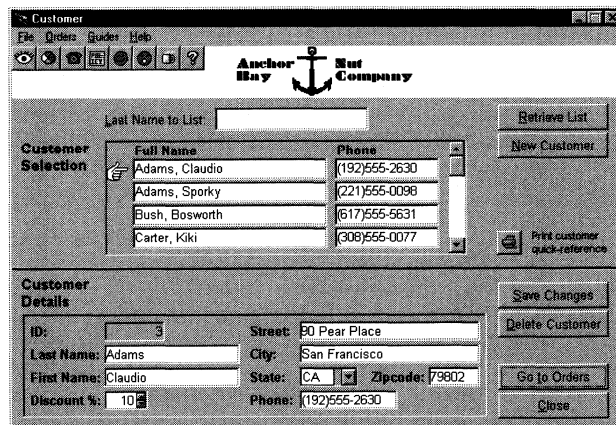 Customer
File Orders Guides Help
Anchor Nut
Bay Company
Last Name to List:
Retrieve List
New Customer
Customer
Selection
Full Name Phone
Adams, Claudio (192)555-2630
Adams, Sporky (221)555-0098
Bush, Bosworth (617)555-5631
Carter, Kiki (308)555-0077
Print customer
quick-reference
Customer
Details
Save Changes
Delete Customer
ID: 3 Street: 90 Pear Place
Last Name: Adams City: San Francisco
First Name: Claudio State: CA Zipcode: 79802
Discount %: 10 Phone: (192)555-2630
Go to Orders
Close